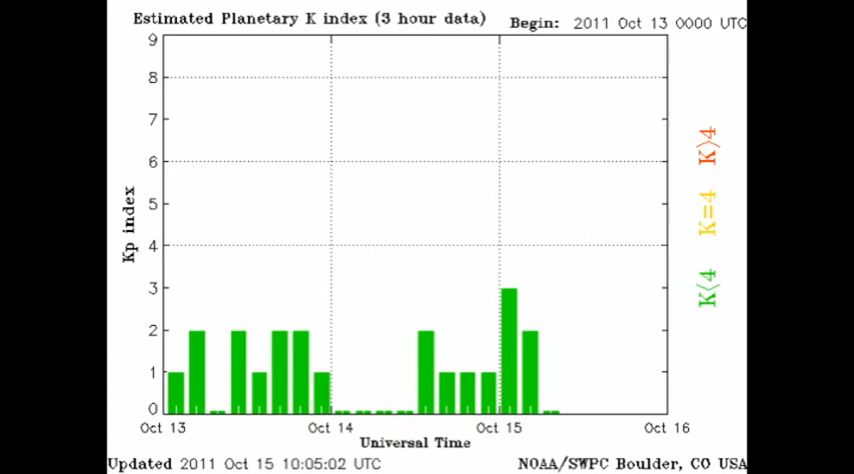 Estimated Planetary K index (3 hour data)
Begin: 2011 Oct 13 0000 UTC
9
8
7
6
5
4
3
2
1
0
Kp index
K>4
K=4
K<4
Oct 13
Oct 14
Oct 15
Oct 16
Universal Time
Updated 2011 Oct 15 10:05:02 UTC
NOAA/SWPC Boulder, CO USA